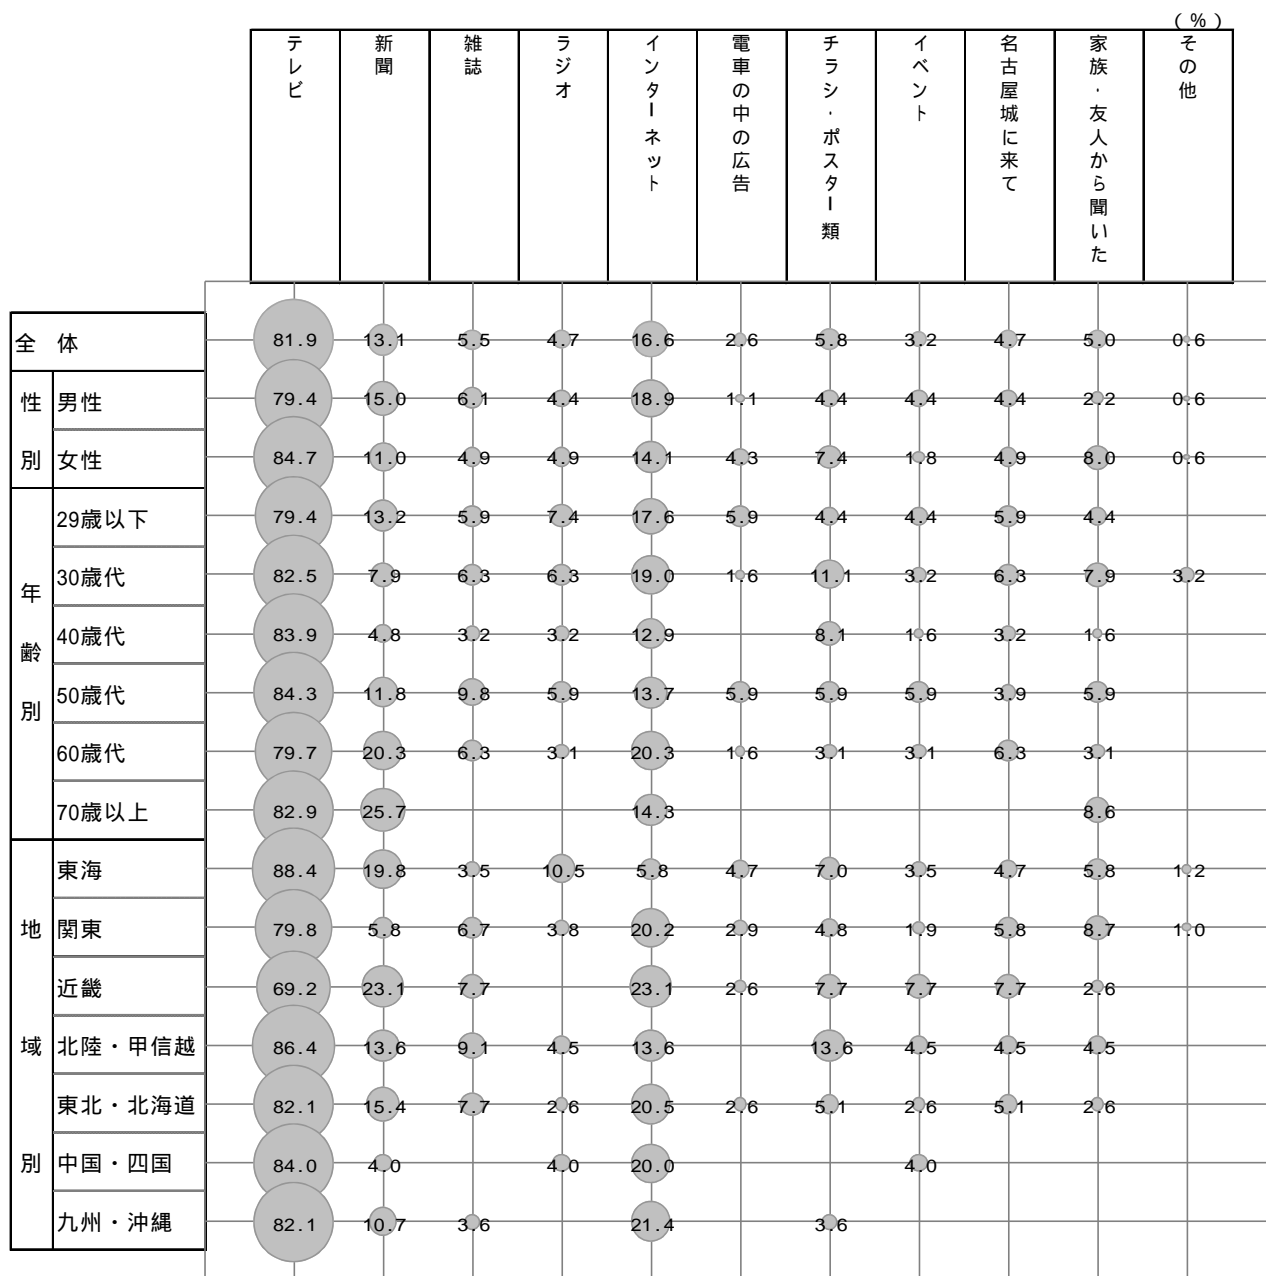 (%)
テレビ 新聞 雑誌 ラジオ インターネット 電車の中の広告 チラシ・ポスター類 イベント 名古屋城に来て 家族・友人から聞いた その他
全 体 81.9 13.1 5.5 4.7 16.6 2.6 5.8 3.2 4.7 5.0 0.6
性別
男性 79.4 15.0 6.1 4.4 18.9 1.1 4.4 4.4 4.4 2.2 0.6
女性 84.7 11.0 4.9 4.9 14.1 4.3 7.4 1.8 4.9 8.0 0.6
年齢別
29歳以下 79.4 13.2 5.9 7.4 17.6 5.9 4.4 4.4 5.9 4.4
30歳代 82.5 7.9 6.3 6.3 19.0 1.6 11.1 3.2 6.3 7.9 3.2
40歳代 83.9 4.8 3.2 3.2 12.9 8.1 1.6 3.2 1.6
50歳代 84.3 11.8 9.8 5.9 13.7 5.9 5.9 5.9 3.9 5.9
60歳代 79.7 20.3 6.3 3.1 20.3 1.6 3.1 3.1 6.3 3.1
70歳以上 82.9 25.7 14.3 8.6
地域別
東海 88.4 19.8 3.5 10.5 5.8 4.7 7.0 3.5 4.7 5.8 1.2
関東 79.8 5.8 6.7 3.8 20.2 2.9 4.8 1.9 5.8 8.7 1.0
近畿 69.2 23.1 7.7 23.1 2.6 7.7 7.7 7.7 2.6
北陸・甲信越 86.4 13.6 9.1 4.5 13.6 13.6 4.5 4.5 4.5
東北・北海道 82.1 15.4 7.7 2.6 20.5 2.6 5.1 2.6 5.1 2.6
中国・四国 84.0 4.0 4.0 20.0 4.0
九州・沖縄 82.1 10.7 3.6 21.4 3.6